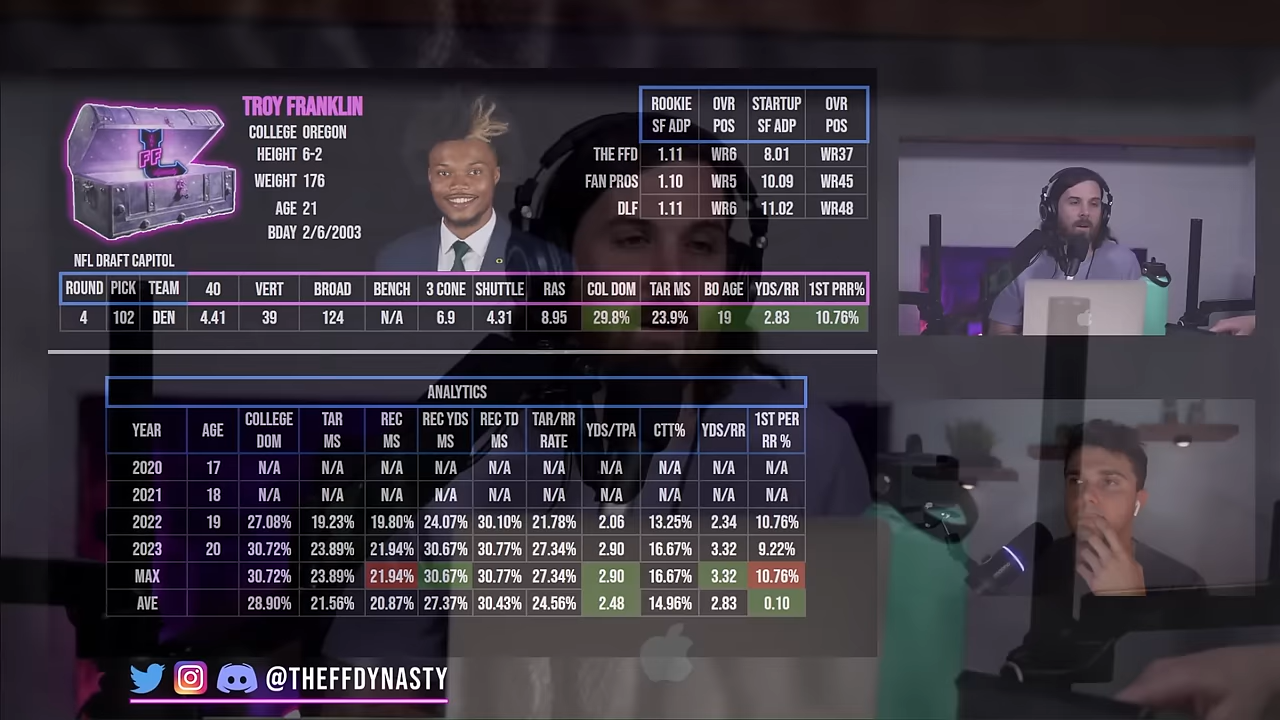 TROY FRANKLIN
COLLEGE OREGON
HEIGHT 6-2
WEIGHT 176
AGE 21
BDAY 2/6/2003
FF
ROOKIE SF ADP OVR POS STARTUP SF ADP OVR POS
THE FFD 1.11 WR6 8.01 WR37
FAN PROS 1.10 WR5 10.09 WR45
DLF 1.11 WR6 11.02 WR48
NFL DRAFT CAPITOL
ROUND PICK TEAM 40 VERT BROAD BENCH 3 CONE SHUTTLE RAS COL DOM TAR MS BO AGE YDS/RR 1ST PRR%
4 102 DEN 4.41 39 124 N/A 6.9 4.31 8.95 29.8% 23.9% 19 2.83 10.76%
ANALYTICS
YEAR AGE COLLEGE DOM TAR MS REC MS REC YDS MS REC TD MS TAR/RR RATE YDS/TPA CTT% YDS/RR 1ST PER RR %
2020 17 N/A N/A N/A N/A N/A N/A N/A N/A N/A N/A
2021 18 N/A N/A N/A N/A N/A N/A N/A N/A N/A N/A
2022 19 27.08% 19.23% 19.80% 24.07% 30.10% 21.78% 2.06 13.25% 2.34 10.76%
2023 20 30.72% 23.89% 21.94% 30.67% 30.77% 27.34% 2.90 16.67% 3.32 9.22%
MAX 30.72% 23.89% 21.94% 30.67% 30.77% 27.34% 2.90 16.67% 3.32 10.76%
AVE 28.90% 21.56% 20.87% 27.37% 30.43% 24.56% 2.48 14.96% 2.83 0.10
@THEFFDYNASTY